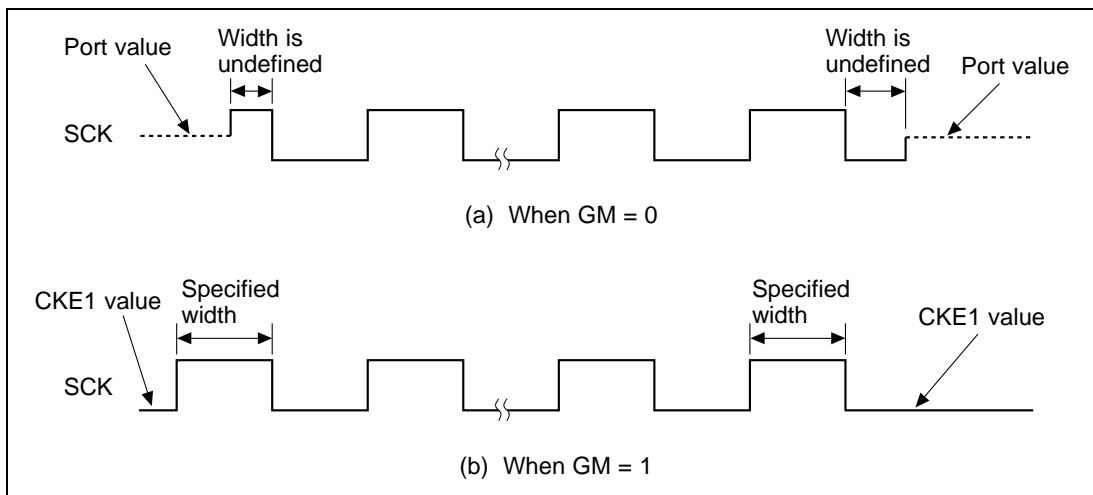 Port value
Width is
undefined
Width is
undefined
Port value
SCK
(a) When GM = 0
CKE1 value
Specified
width
Specified
width
CKE1 value
SCK
(b) When GM = 1